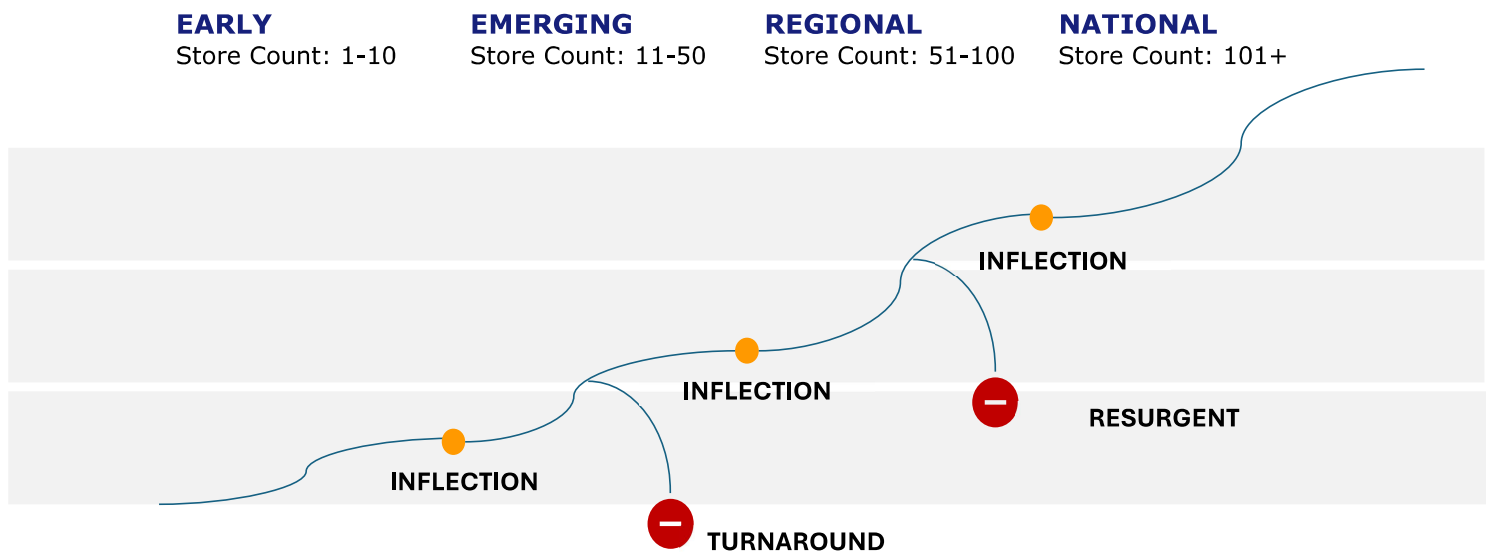 EARLY
Store Count: 1-10
EMERGING
Store Count: 11-50
REGIONAL
Store Count: 51-100
NATIONAL
Store Count: 101+
INFLECTION
INFLECTION
RESURGENT
INFLECTION
TURNAROUND